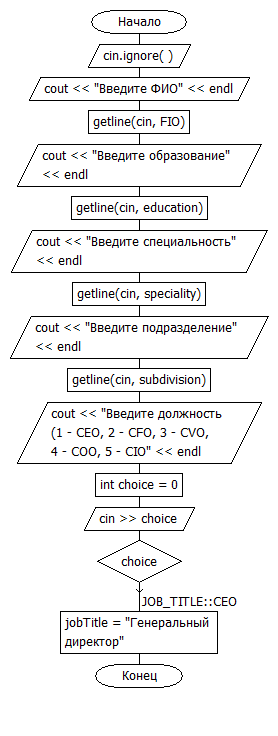 Начало
cin.ignore( )
cout << "Введите ФИО" << endl
getline(cin, FIO)
cout << "Введите образование"
<< endl
getline(cin, education)
cout << "Введите специальность"
<< endl
getline(cin, speciality)
cout << "Введите подразделение"
<< endl
getline(cin, subdivision)
cout << "Введите должность
(1 - CEO, 2 - CFO, 3 - CVO,
4 - COO, 5 - CIO" << endl
int choice = 0
cin >> choice
choice
JOB_TITLE::CEO
jobTitle = "Генеральный
директор"
Конец